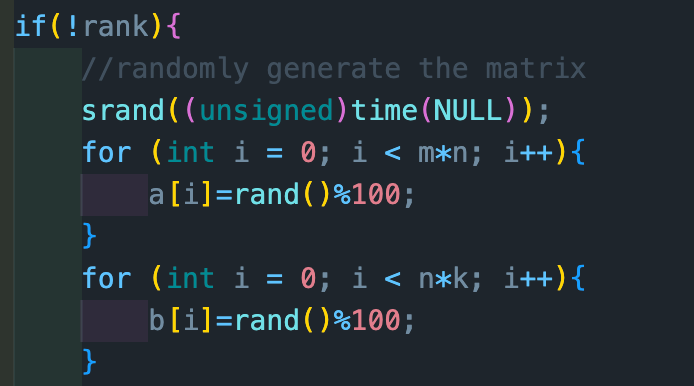 if(!rank){
//randomly generate the matrix
srand((unsigned)time(NULL));
for (int i = 0; i < m*n; i++){
a[i]=rand()%100;
}
for (int i = 0; i < n*k; i++){
b[i]=rand()%100;
}